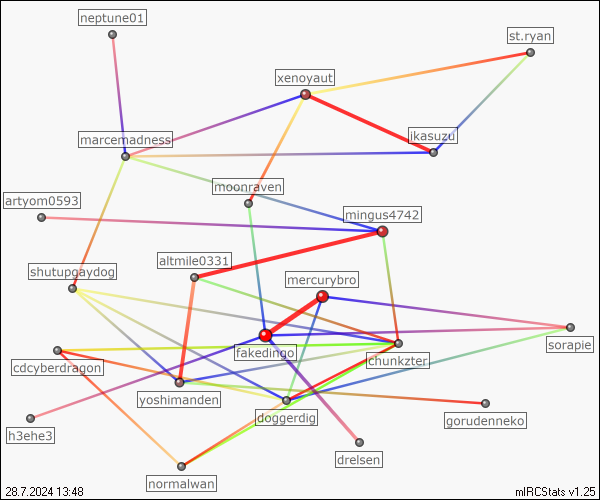 neptune01
st.ryan
xenoyaut
marcemadness
ikasuzu
moonraven
artyom0593
mingus4742
altmile0331
shutupgaydog
mercurybro
sorapie
fakedingo
chunkzter
cdcyberdragon
yoshimanden
doggerdig
gorudenneko
h3ehe3
drelsen
normalwan
28.7.2024 13:48
mIRCStats v1.25